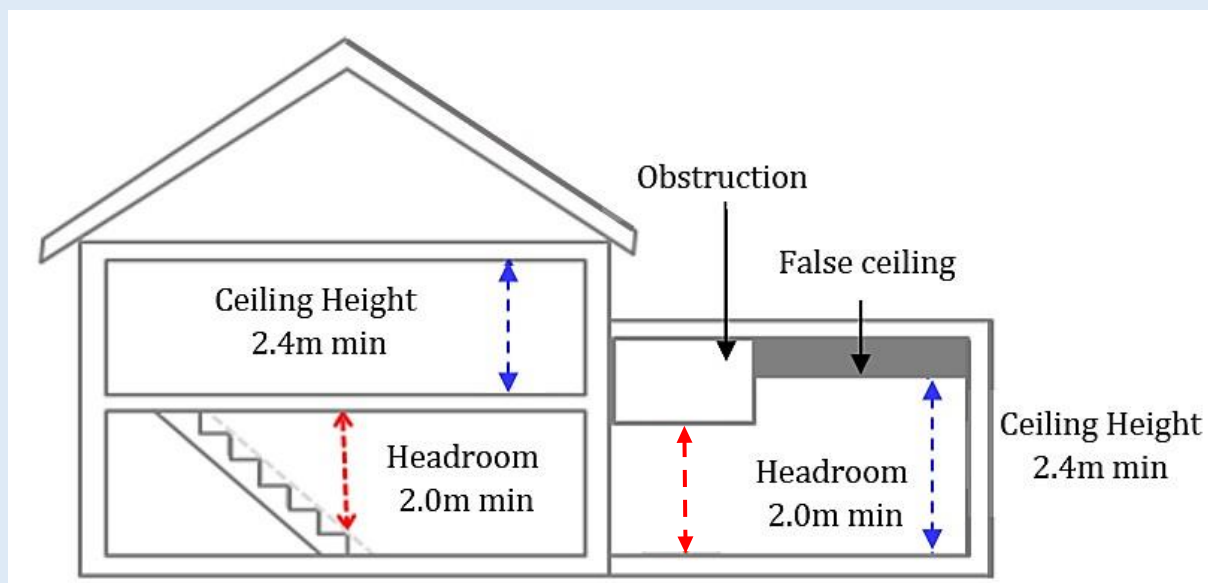 Obstruction
False ceiling
Ceiling Height
2.4m min
Headroom
2.0m min
Headroom
2.0m min
Ceiling Height
2.4m min